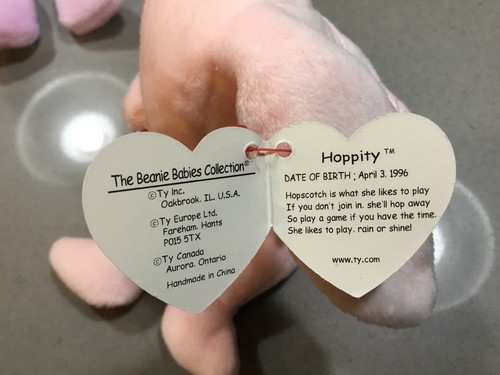 The Beanie Babies Collection®
©Ty Inc.
Oakbrook. IL. U.S.A.
©Ty Europe Ltd.
Fareham, Hants
PO15 5TX
©Ty Canada
Aurora. Ontario
Handmade in China
Hoppity™
DATE OF BIRTH ; April 3. 1996
Hopscotch is what she likes to play
If you don't join in. she'll hop away
So play a game if you have the time.
She likes to play. rain or shine!
www.ty.com